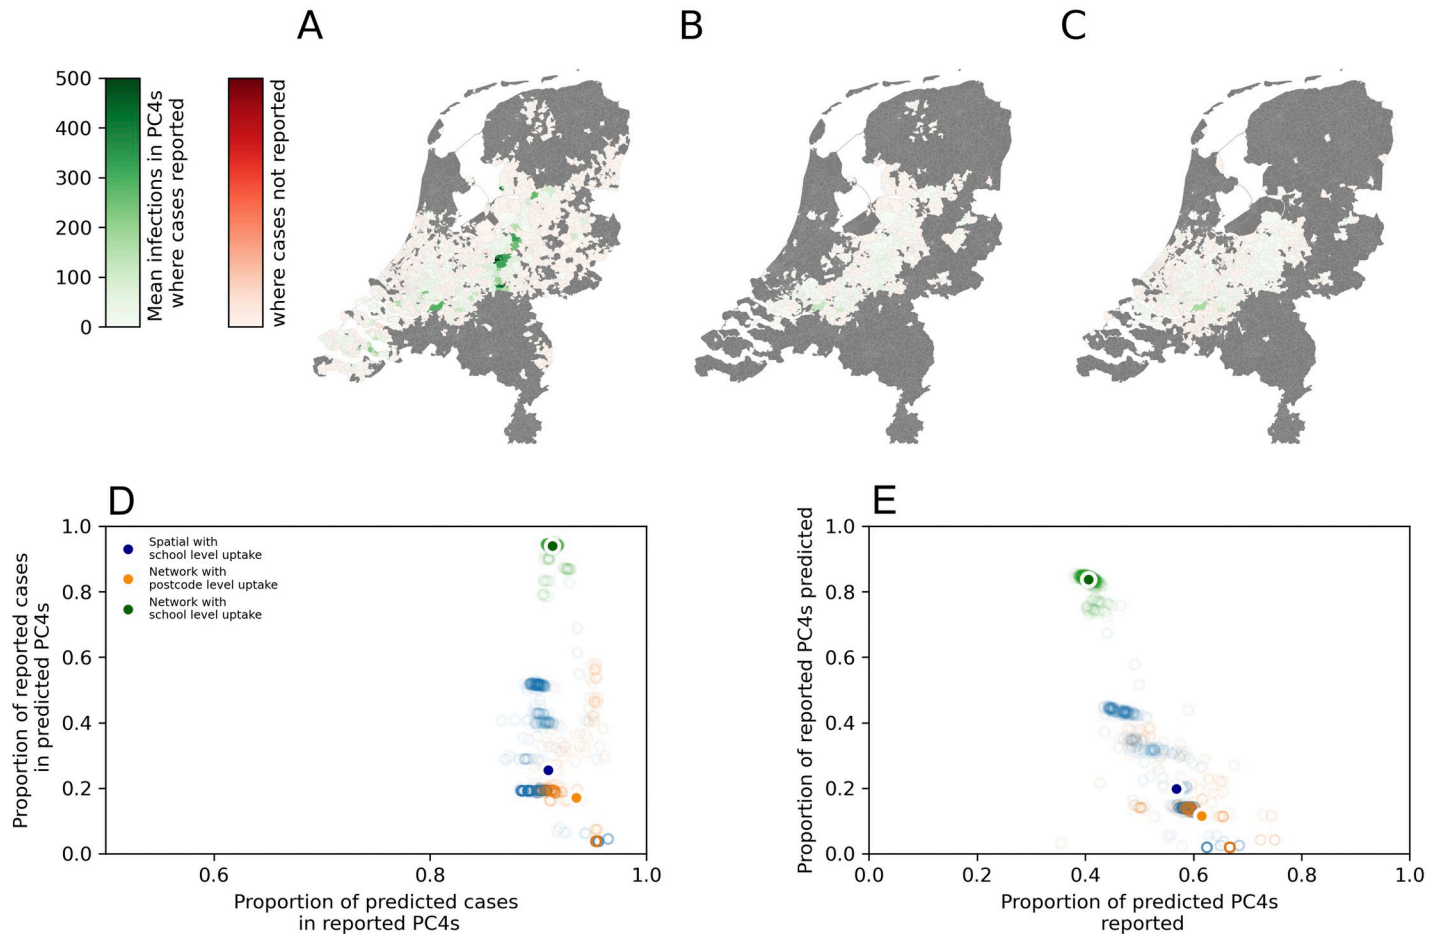 A
B
C
500
400
300
200
100
0
Mean infections in PC4s
where cases reported
where cases not reported
D
1.0
0.8
0.6
0.4
0.2
0.0
Proportion of reported cases
in predicted PC4s
Spatial with
school level uptake
Network with
postcode level uptake
Network with
school level uptake
0.6
0.8
1.0
Proportion of predicted cases
in reported PC4s
E
1.0
0.8
0.6
0.4
0.2
0.0
Proportion of reported PC4s predicted
0.0
0.2
0.4
0.6
0.8
1.0
Proportion of predicted PC4s
reported